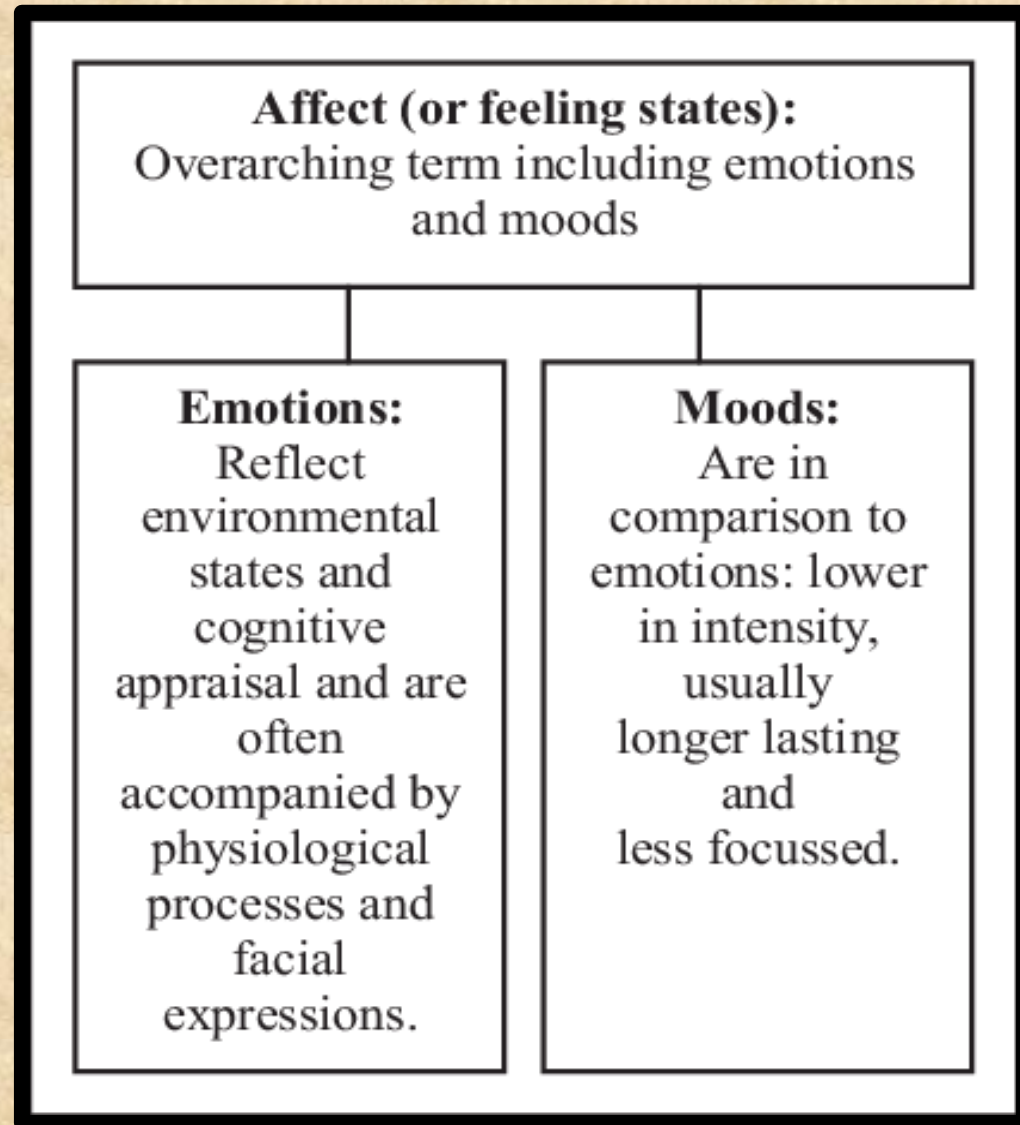 Affect (or feeling states):
Overarching term including emotions
and moods
Emotions:
Reflect
environmental
states and
cognitive
appraisal and are
often
accompanied by
physiological
processes and
facial
expressions.
Moods:
Are in
comparison to
emotions: lower
in intensity,
usually
longer lasting
and
less focussed.